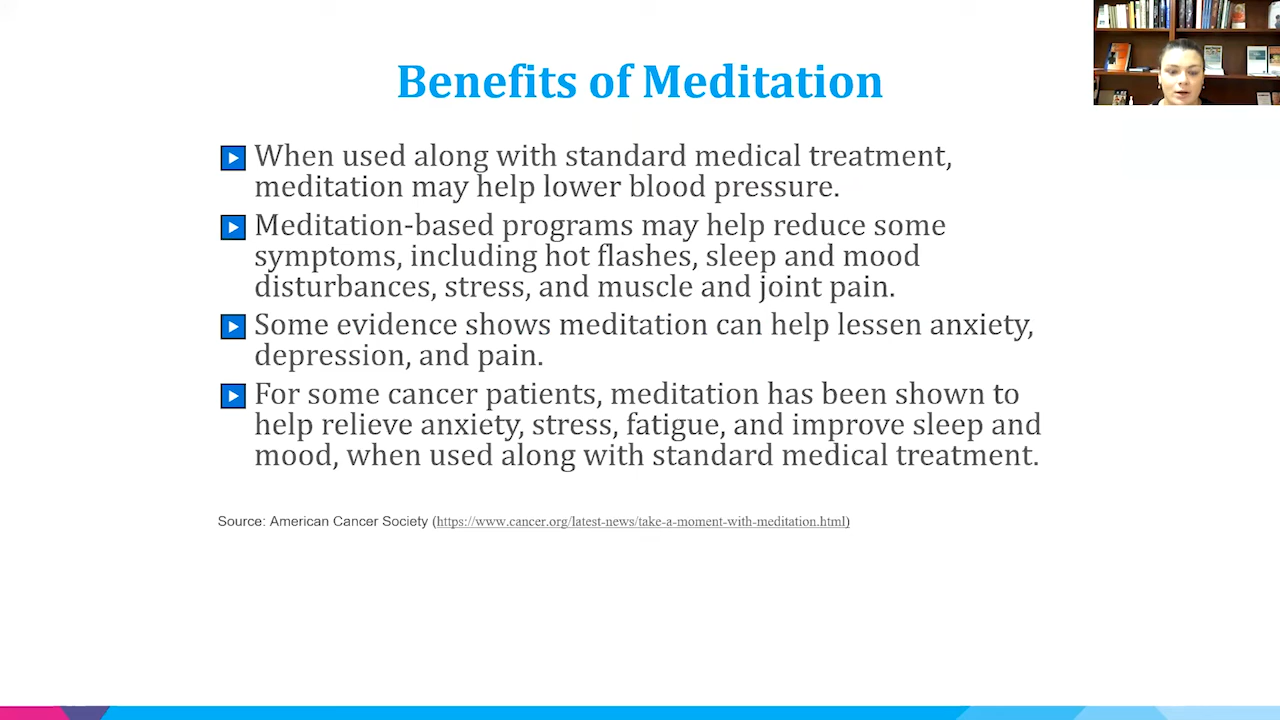 Benefits of Meditation
When used along with standard medical treatment,
meditation may help lower blood pressure.
Meditation-based programs may help reduce some
symptoms, including hot flashes, sleep and mood
disturbances, stress, and muscle and joint pain.
Some evidence shows meditation can help lessen anxiety,
depression, and pain.
For some cancer patients, meditation has been shown to
help relieve anxiety, stress, fatigue, and improve sleep and
mood, when used along with standard medical treatment.
Source: American Cancer Society (https://www.cancer.org/latest-news/take-a-moment-with-meditation.html)